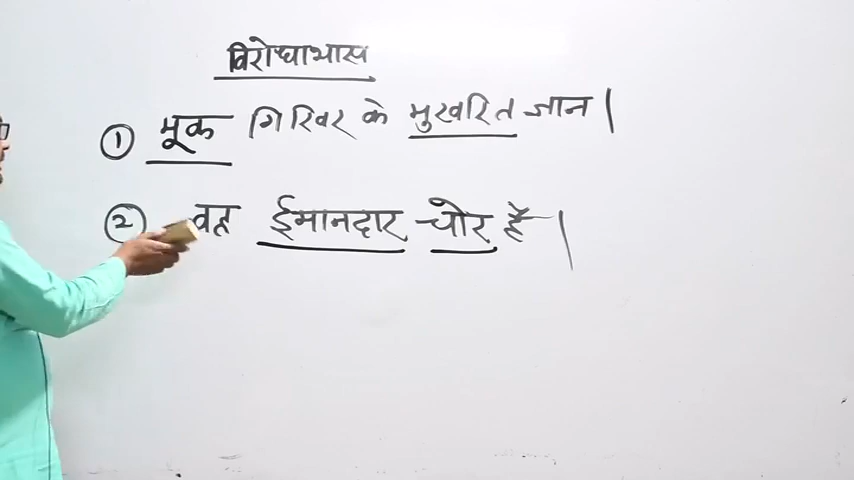 विरोधाभास
① मूक गिरिवर के मुखरित ज्ञान।
② वह ईमानदार चोर है।